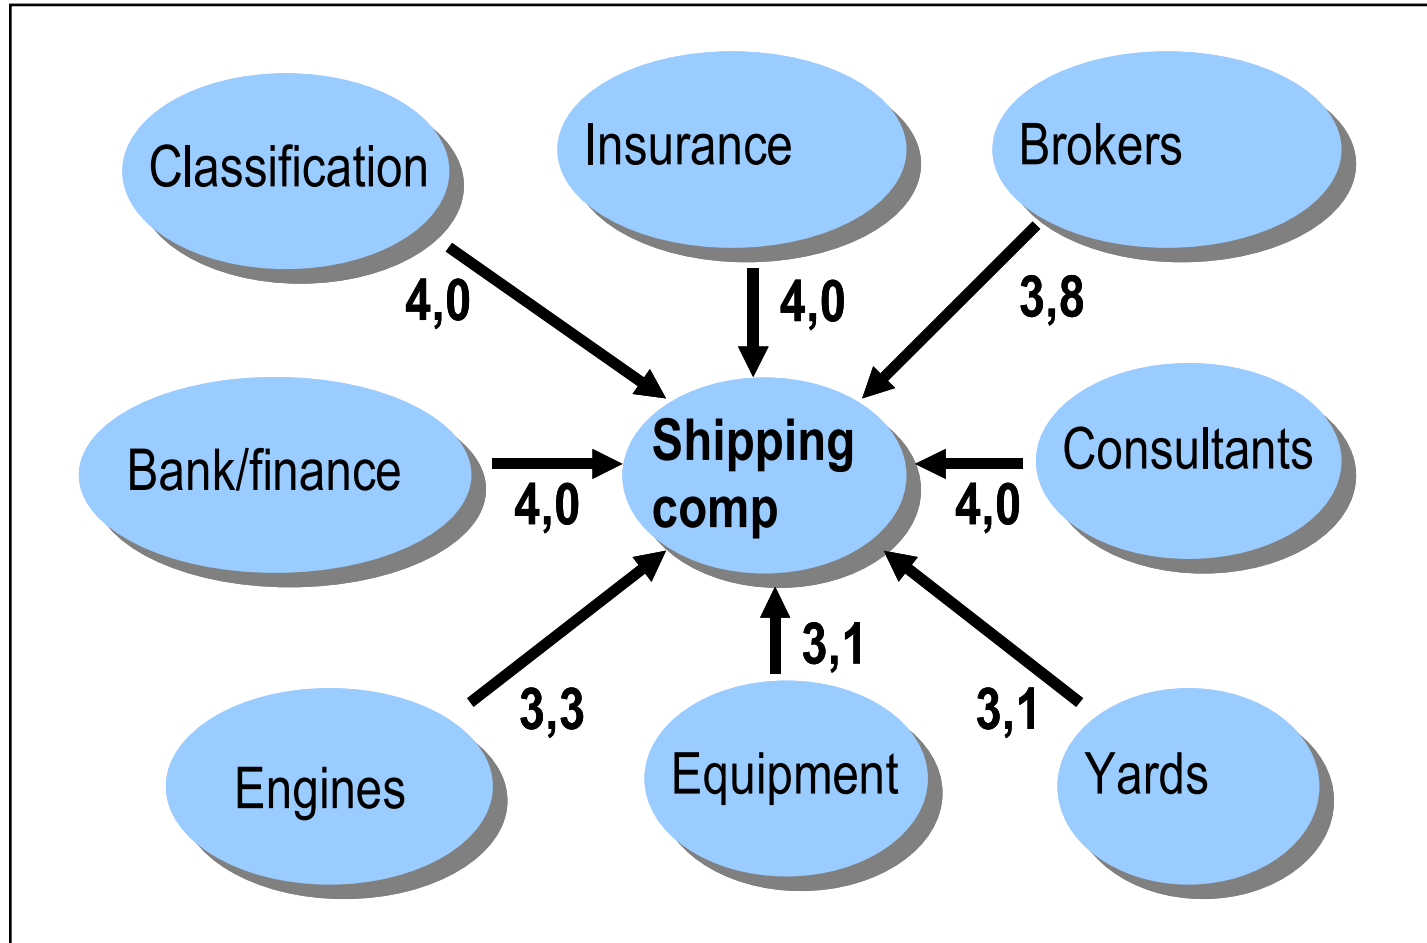 Classification
Insurance
Brokers
4,0
4,0
3,8
Bank/finance
Shipping
comp
Consultants
4,0
4,0
3,3
3,1
3,1
Engines
Equipment
Yards